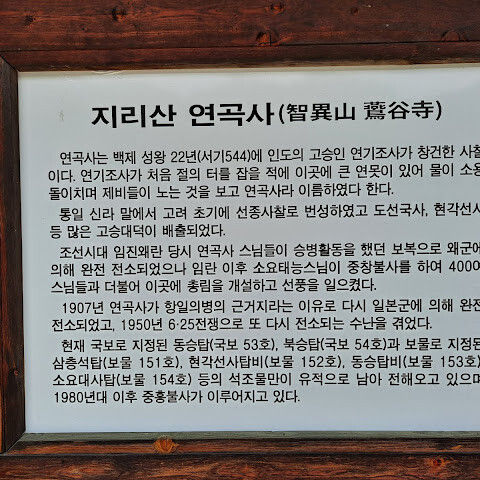 지리산 연곡사(智異山 鷰谷寺)
연곡사는 백제 성왕 22년(서기544)에 인도의 고승인 연기조사가 창건한 사찰
이다. 연기조사가 처음 절의 터를 잡을 적에 이곳에 큰 연못이 있어 물이 소용
돌이치며 제비들이 노는 것을 보고 연곡사라 이름하였다 한다.
통일 신라 말에서 고려 초기에 선종사찰로 번성하였고 도선국사, 현각선사
등 많은 고승대덕이 배출되었다.
조선시대 임진왜란 당시 연곡사 스님들이 승병활동을 했던 보복으로 왜군에
의해 완전 전소되었으나 임란 이후 소요태능스님이 중창불사를 하여 400여
스님들과 더불어 이곳에 총림을 개설하고 선풍을 일으켰다.
1907년 연곡사가 항일의병의 근거지라는 이유로 다시 일본군에 의해 완전
전소되었고, 1950년 6·25전쟁으로 또 다시 전소되는 수난을 겪었다.
현재 국보로 지정된 동승탑(국보 53호), 북승탑(국보 54호)과 보물로 지정된
삼층석탑(보물 151호), 현각선사탑비(보물 152호), 동승탑비(보물 153호)
소요대사탑(보물 154호) 등의 석조물만이 유적으로 남아 전해오고 있으며
1980년대 이후 중흥불사가 이루어지고 있다.